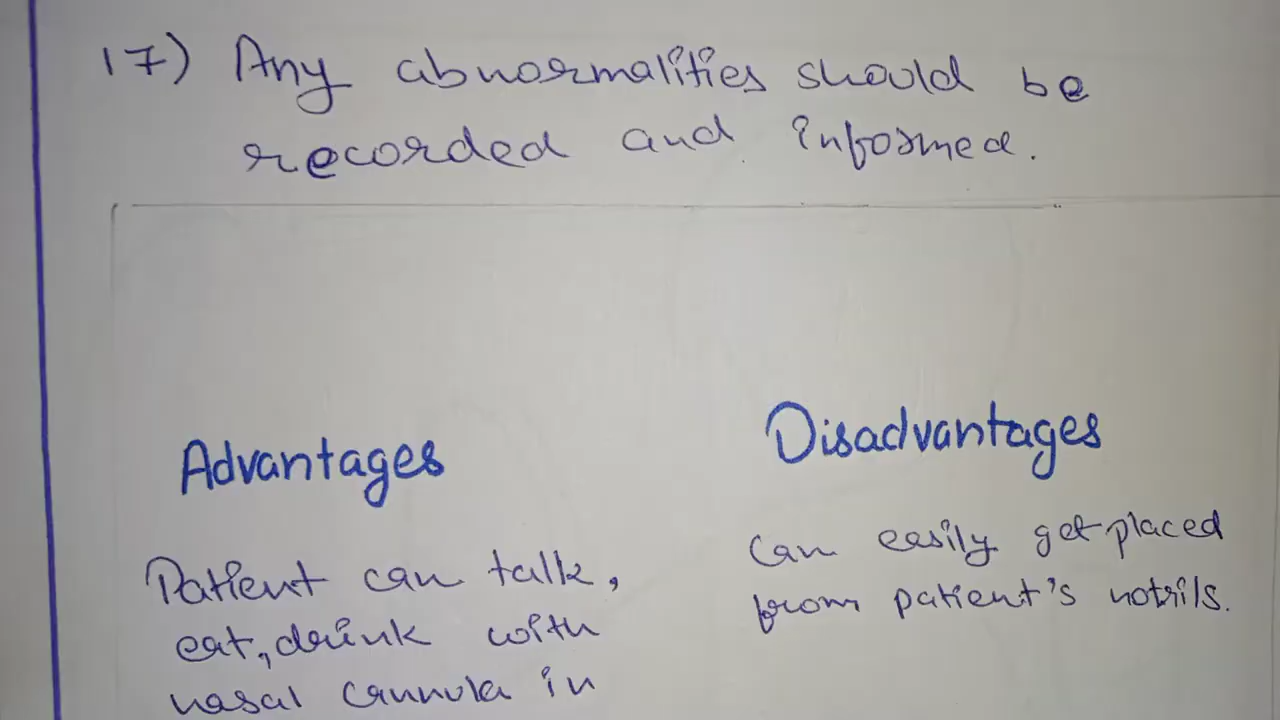 17) Any abnormalities should be
recorded and informed.
Advantages
Patient can talk,
eat, drink with
nasal cannula in
Disadvantages
Can easily get placed
from patient's notrils.